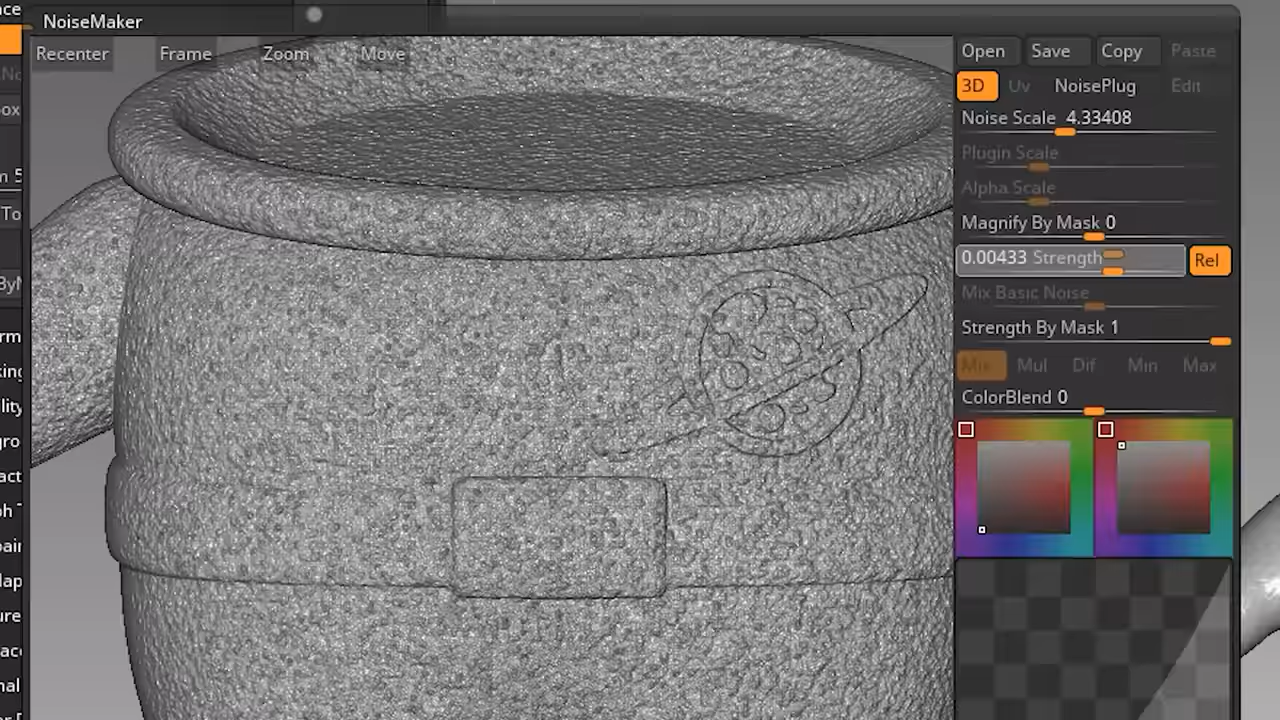 NoiseMaker
Recenter Frame Zoom Move
Open Save Copy Paste
3D Uv NoisePlug Edit
Noise Scale 4.33408
Plugin Scale
Alpha Scale
Magnify By Mask 0
0.00433 Strength Rel
Mix Basic Noise
Strength By Mask 1
Mix Mul Dif Min Max
ColorBlend 0